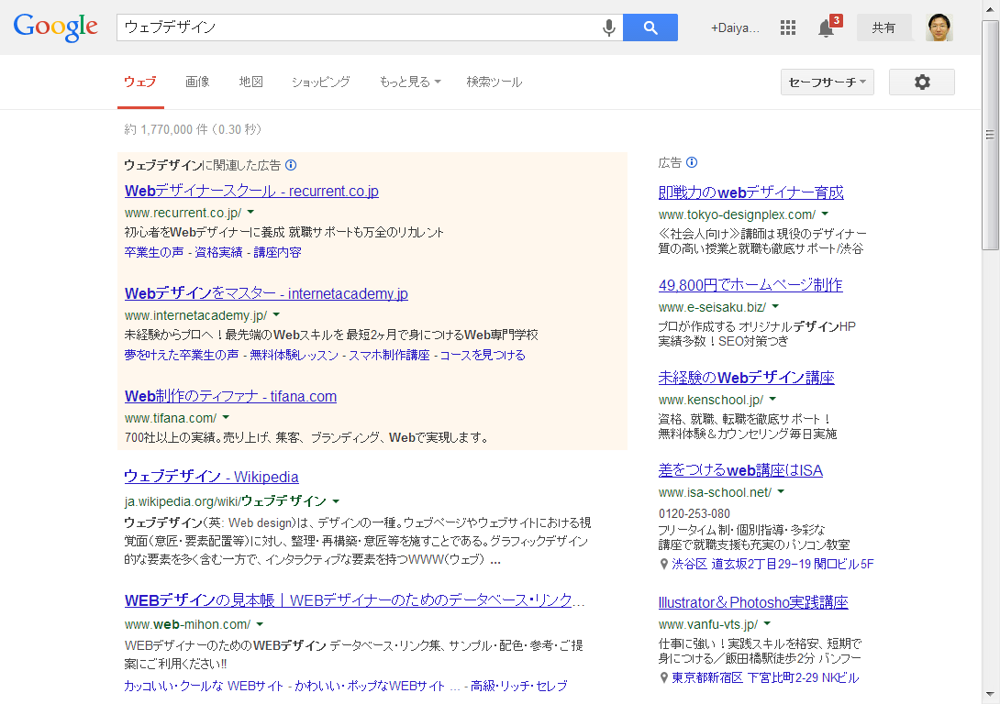 Google
ウェブデザイン
+Daiya...
3
共有
ウェブ 画像 地図 ショッピング もっと見る 検索ツール
セーフサーチ
約 1,770,000 件 (0.30 秒)
ウェブデザインに関連した広告
Webデザイナースクール - recurrent.co.jp
www.recurrent.co.jp/
初心者をWebデザイナーに養成 就職サポートも万全のリカレント
卒業生の声 - 資格実績 - 講座内容
Webデザインをマスター - internetacademy.jp
www.internetacademy.jp/
未経験からプロへ！最先端のWebスキルを 最短2ヶ月で身につけるWeb専門学校
夢を叶えた卒業生の声 - 無料体験レッスン - スマホ制作講座 - コースを見つける
Web制作のティファナ - tifana.com
www.tifana.com/
700社以上の実績。売り上げ、集客、ブランディング、Webで実現します。
ウェブデザイン - Wikipedia
ja.wikipedia.org/wiki/ウェブデザイン
ウェブデザイン（英: Web design）は、デザインの一種。ウェブページやウェブサイトにおける視
覚面（意匠・要素配置等）に対し、整理・再構築・意匠等を施すことである。グラフィックデザイン
的な要素を多く含む一方で、インタラクティブな要素を持つWWW（ウェブ） ...
WEBデザインの見本帳｜WEBデザイナーのためのデータベース・リンク...
www.web-mihon.com/
WEBデザイナーのためのWEBデザイン データベース・リンク集、サンプル・配色・参考・ご提
案にご利用ください!!
カッコいい・クールな WEBサイト - かわいい・ポップなWEBサイト ... - 高級・リッチ・セレブ
広告
即戦力のwebデザイナー育成
www.tokyo-designplex.com/
≪社会人向け≫講師は現役のデザイナー
質の高い授業と就職も徹底サポート/渋谷
49,800円でホームページ制作
www.e-seisaku.biz/
プロが作成する オリジナルデザインHP
実績多数！SEO対策つき
未経験のWebデザイン講座
www.kenschool.jp/
資格、就職、転職を徹底サポート！
無料体験＆カウンセリング毎日実施
差をつけるweb講座はISA
www.isa-school.net/
0120-253-080
フリータイム制・個別指導・多彩な
講座で就職支援も充実のパソコン教室
渋谷区 道玄坂2丁目29−19 関口ビル5F
Illustrator＆Photosho実践講座
www.vanfu-vts.jp/
仕事に強い！実践スキルを格安、短期で
身につける／飯田橋駅徒歩2分 バンフー
東京都新宿区 下宮比町2-29 NKビル